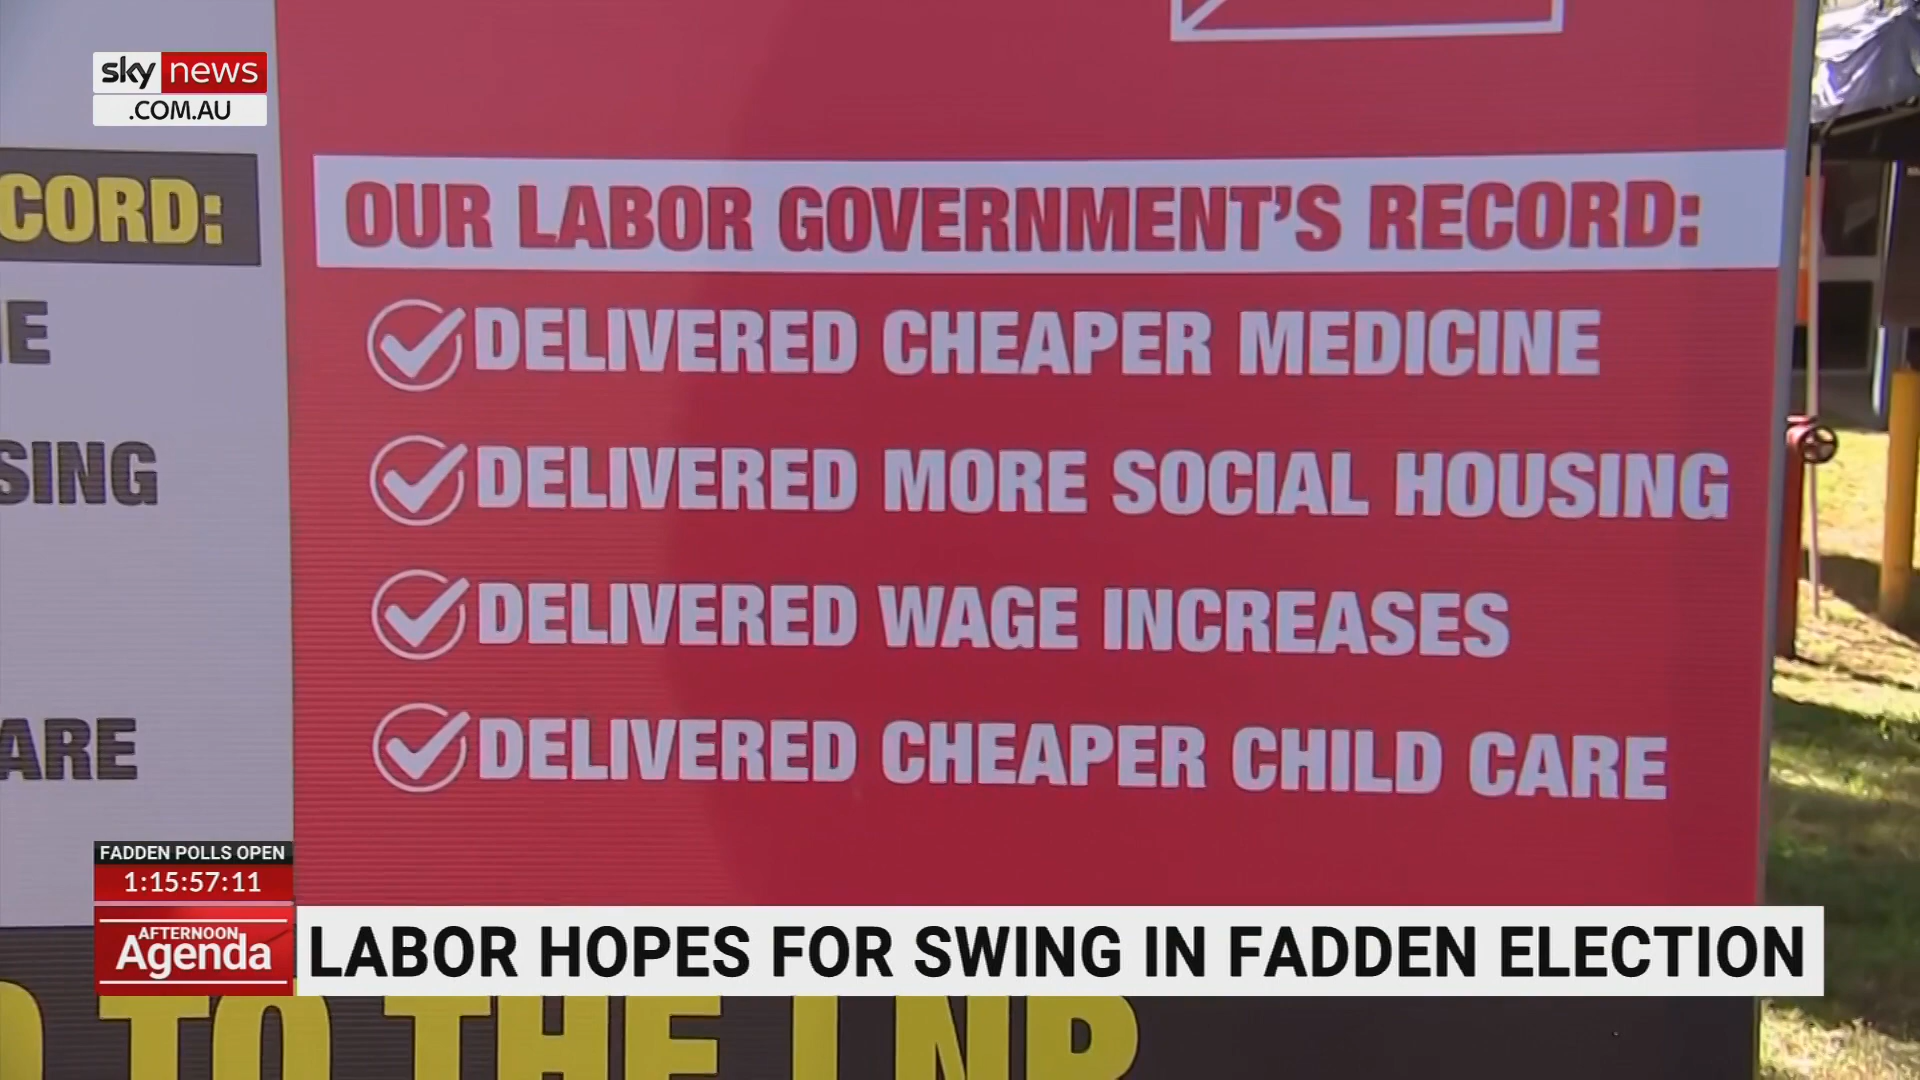 sky news
.COM.AU
CORD:
E
SING
ARE
OUR LABOR GOVERNMENT'S RECORD:
DELIVERED CHEAPER MEDICINE
DELIVERED MORE SOCIAL HOUSING
DELIVERED WAGE INCREASES
DELIVERED CHEAPER CHILD CARE
FADDEN POLLS OPEN
1:15:57:11
AFTERNOON
Agenda
LABOR HOPES FOR SWING IN FADDEN ELECTION
TO THE LNP